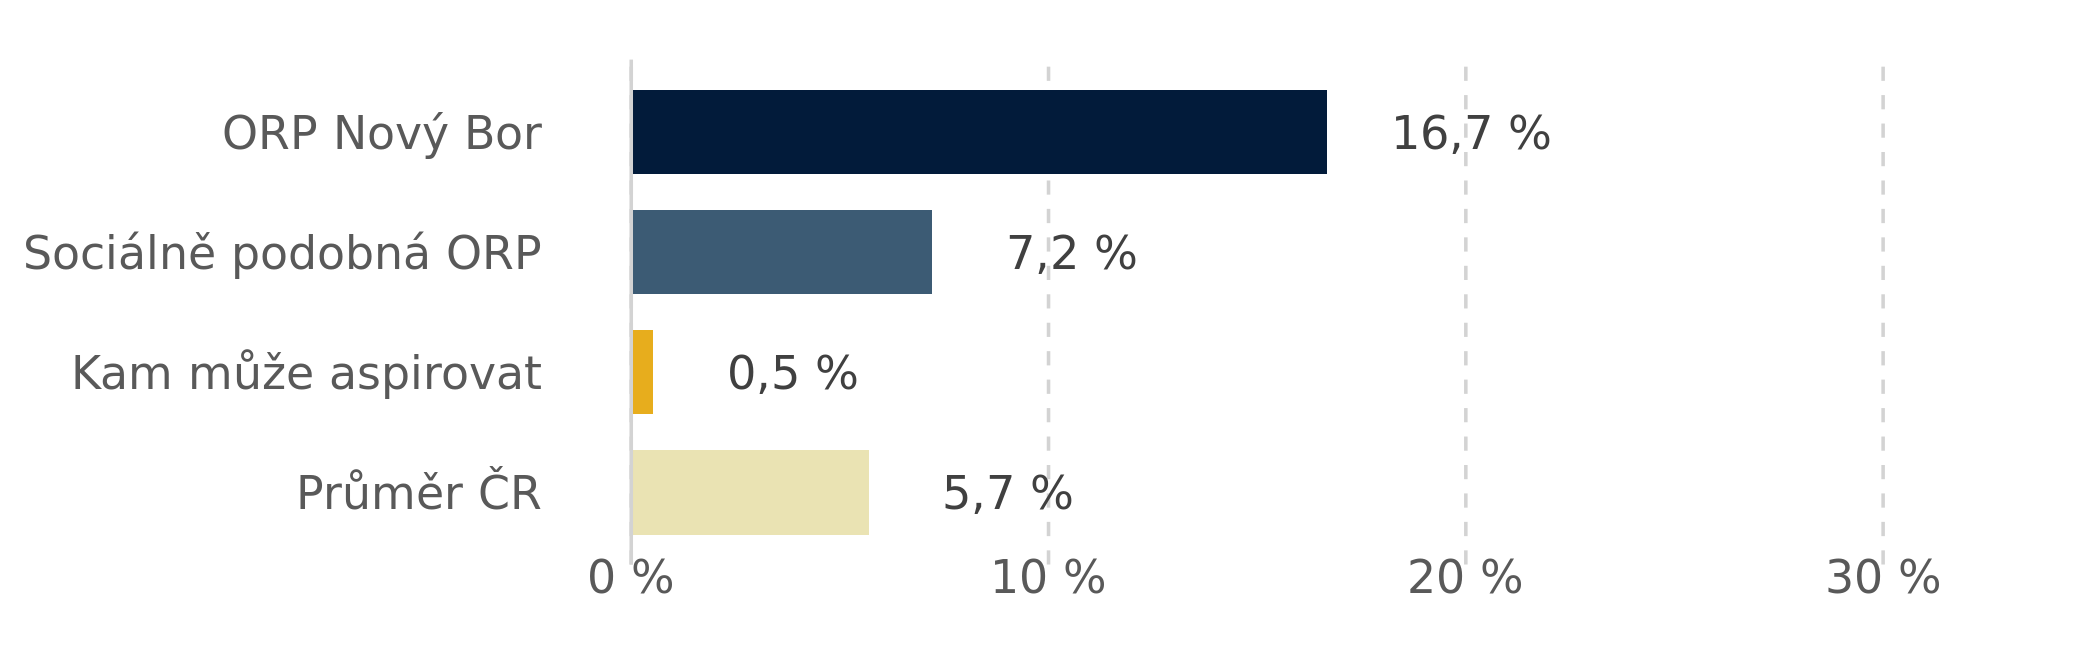 ORP Nový Bor 16,7 %
Sociálně podobná ORP 7,2 %
Kam může aspirovat 0,5 %
Průměr ČR 5,7 %
0 % 10 % 20 % 30 %